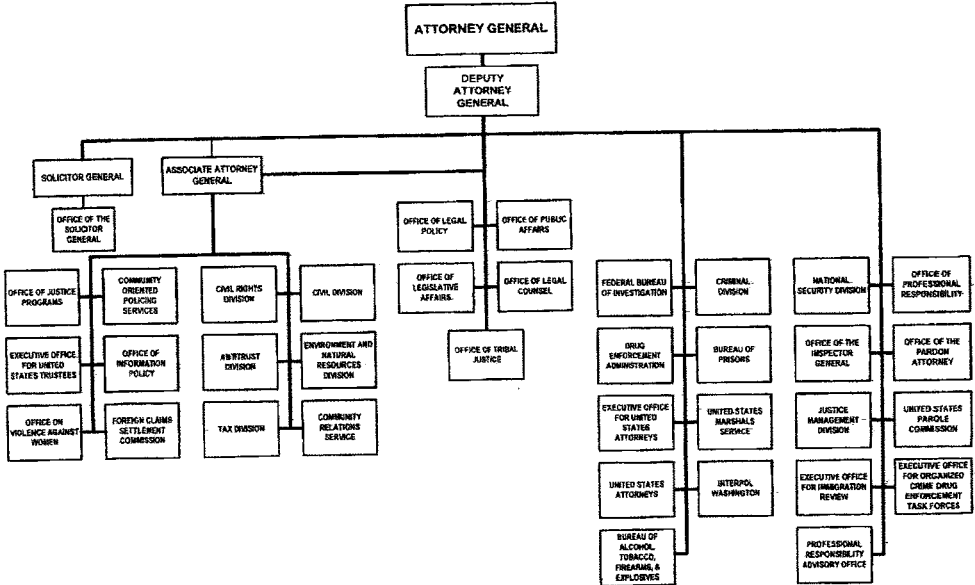 ATTORNEY GENERAL
DEPUTY
ATTORNEY
GENERAL
SOLICITOR GENERAL
ASSOCIATE ATTORNEY
GENERAL
OFFICE OF THE
SOLICITOR
GENERAL
OFFICE OF LEGAL
POLICY
OFFICE OF PUBLIC
AFFAIRS
OFFICE OF
LEGISLATIVE
AFFAIRS
OFFICE OF LEGAL
COUNSEL
OFFICE OF TRIBAL
JUSTICE
OFFICE OF JUSTICE
PROGRAMS
COMMUNITY
ORIENTED
POLICING
SERVICES
EXECUTIVE OFFICE
FOR UNITED
STATES TRUSTEES
OFFICE OF
INFORMATION
POLICY
OFFICE ON
VIOLENCE AGAINST
WOMEN
FOREIGN CLAIMS
SETTLEMENT
COMMISSION
CIVIL RIGHTS
DIVISION
CIVIL DIVISION
ANTITRUST
DIVISION
ENVIRONMENT AND
NATURAL
RESOURCES
DIVISION
TAX DIVISION
COMMUNITY
RELATIONS
SERVICE
FEDERAL BUREAU
OF INVESTIGATION
CRIMINAL
DIVISION
DRUG
ENFORCEMENT
ADMINISTRATION
BUREAU OF
PRISONS
EXECUTIVE OFFICE
FOR UNITED
STATES
ATTORNEYS
UNITED STATES
MARSHALS
SERVICE
UNITED STATES
ATTORNEYS
INTERPOL
WASHINGTON
BUREAU OF
ALCOHOL,
TOBACCO,
FIREARMS, &
EXPLOSIVES
NATIONAL
SECURITY DIVISION
OFFICE OF
PROFESSIONAL
RESPONSIBILITY
OFFICE OF THE
INSPECTOR
GENERAL
OFFICE OF THE
PARDON
ATTORNEY
JUSTICE
MANAGEMENT
DIVISION
UNITED STATES
PAROLE
COMMISSION
EXECUTIVE OFFICE
FOR IMMIGRATION
REVIEW
EXECUTIVE OFFICE
FOR ORGANIZED
CRIME DRUG
ENFORCEMENT
TASK FORCES
PROFESSIONAL
RESPONSIBILITY
ADVISORY OFFICE